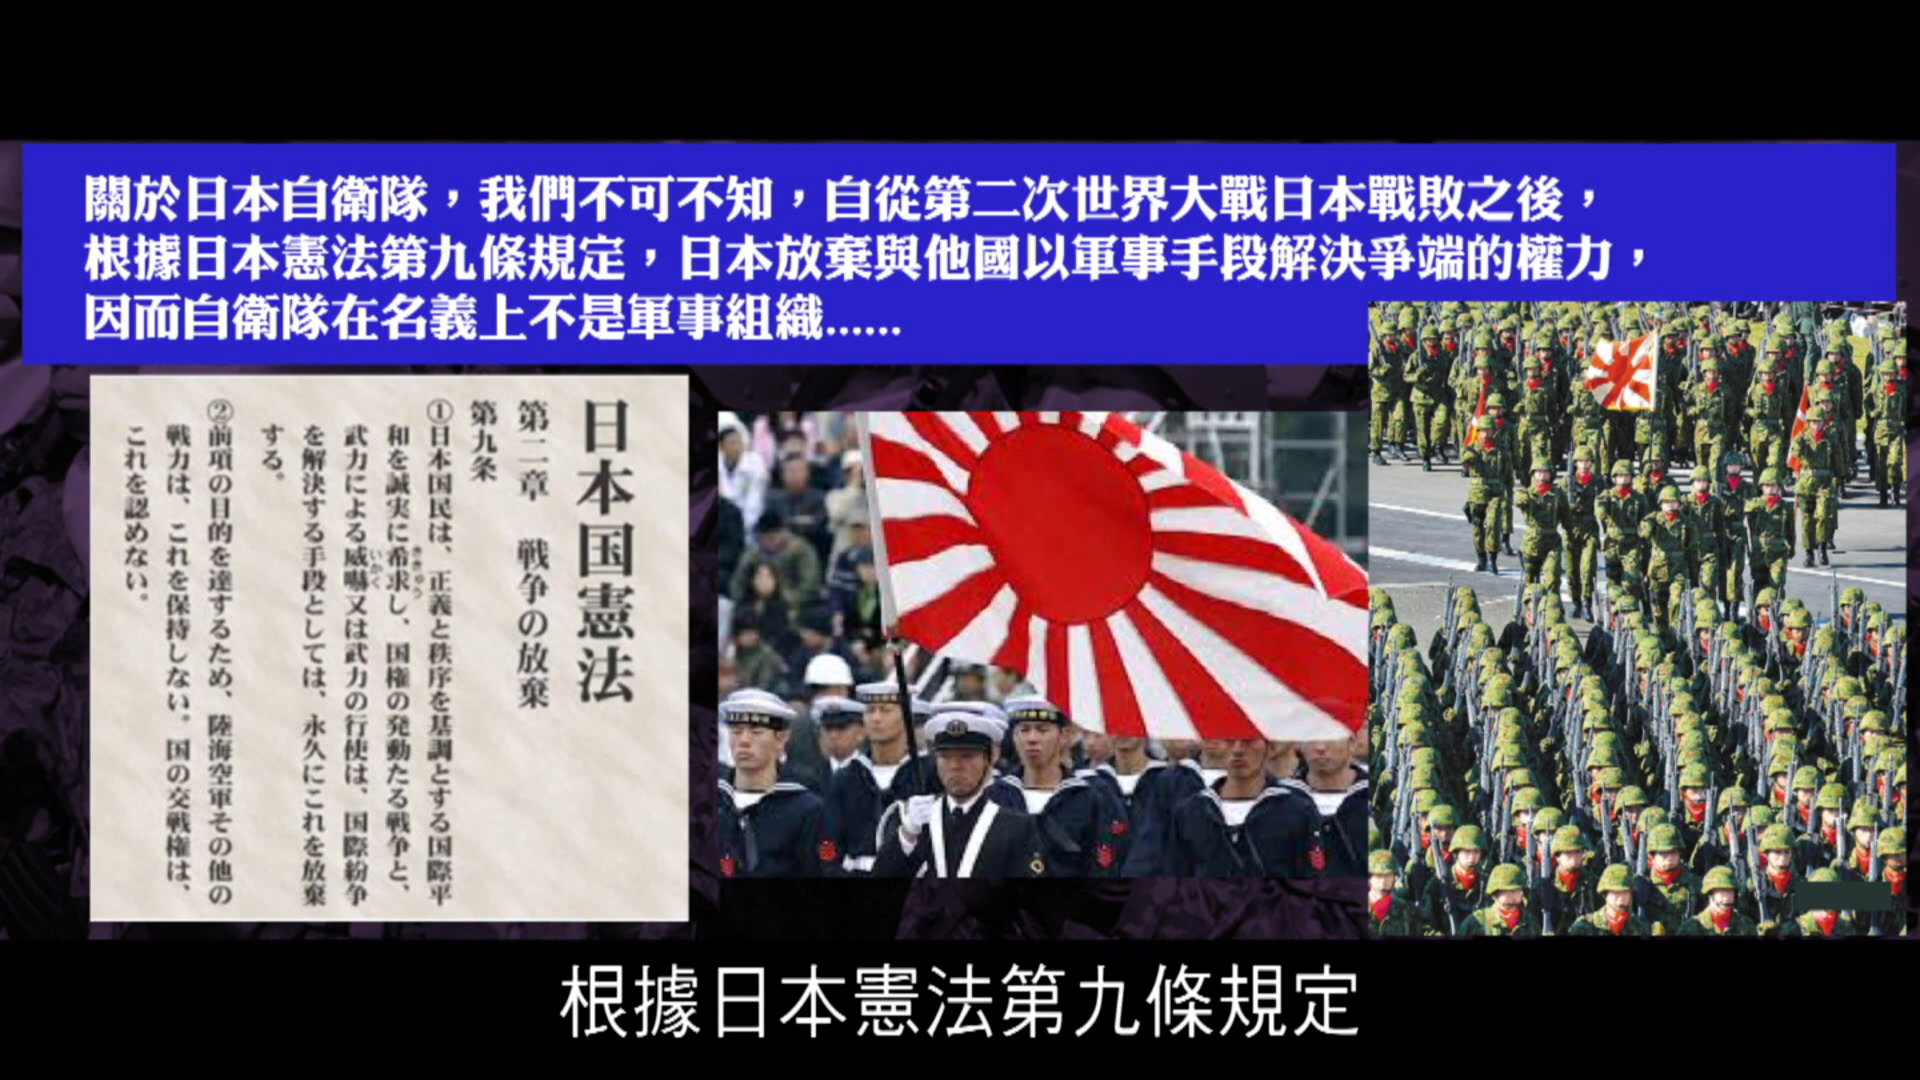 關於日本自衛隊，我們不可不知，自從第二次世界大戰日本戰敗之後，
根據日本憲法第九條規定，日本放棄與他國以軍事手段解決爭端的權力，
因而自衛隊在名義上不是軍事組織......
日本国憲法
第二章　戦争の放棄
第九条
①日本国民は、正義と秩序を基調とする国際平
和を誠実に希求し、国権の発動たる戦争と、
武力による威嚇又は武力の行使は、国際紛争
を解決する手段としては、永久にこれを放棄
する。
②前項の目的を達するため、陸海空軍その他の
戦力は、これを保持しない。国の交戦権は、
これを認めない。
根據日本憲法第九條規定